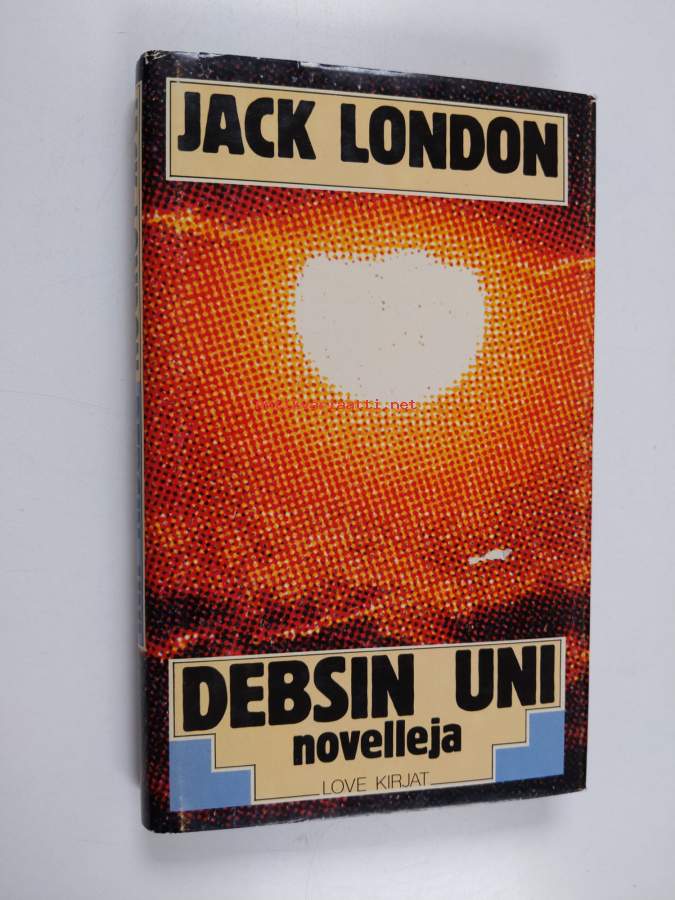 JACK LONDON
DEBSIN UNI
novelleja
LOVE KIRJAT